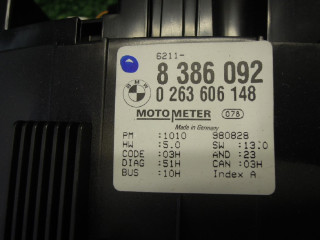 6211-
8 386 092
BMW
0 263 606 148
MOTOMETER 078
Made in Germany
PM :1010 980828
HW :5.0 SW :13.0
CODE :03H AND :23
DIAG :51H CAN :03H
BUS :10H Index A